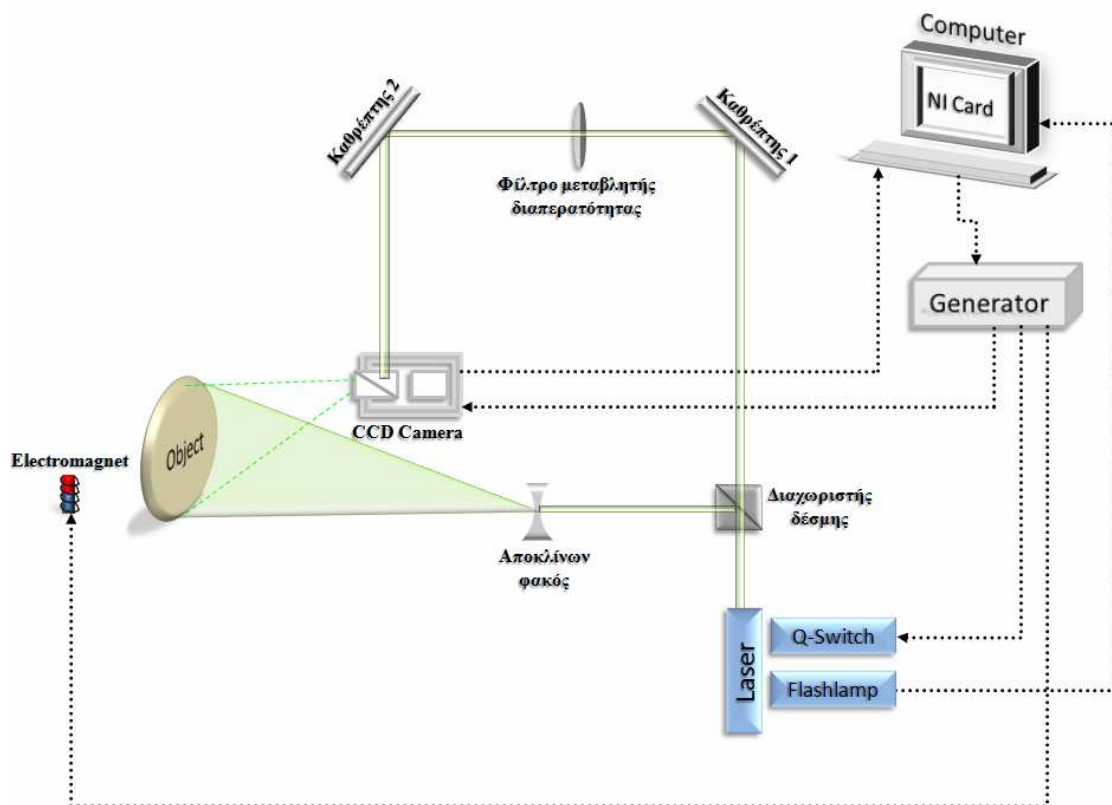 Computer
NI Card
Καθρέπτης 2
Καθρέπτης 1
Φίλτρο μεταβλητής
διαπερατότητας
Generator
CCD Camera
Object
Electromagnet
Διαχωριστής
δέσμης
Αποκλίνων
φακός
Laser
Q-Switch
Flashlamp